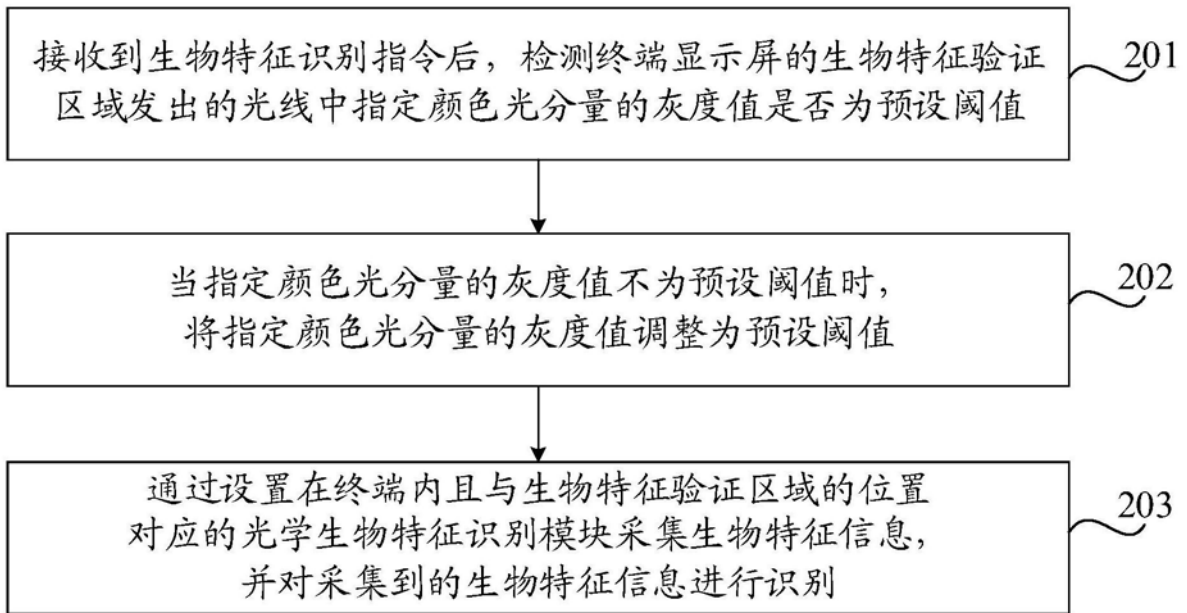 接收到生物特征识别指令后，检测终端显示屏的生物特征验证
区域发出的光线中指定颜色光分量的灰度值是否为预设阈值
201
当指定颜色光分量的灰度值不为预设阈值时，
将指定颜色光分量的灰度值调整为预设阈值
202
通过设置在终端内且与生物特征验证区域的位置
对应的光学生物特征识别模块采集生物特征信息，
并对采集到的生物特征信息进行识别
203